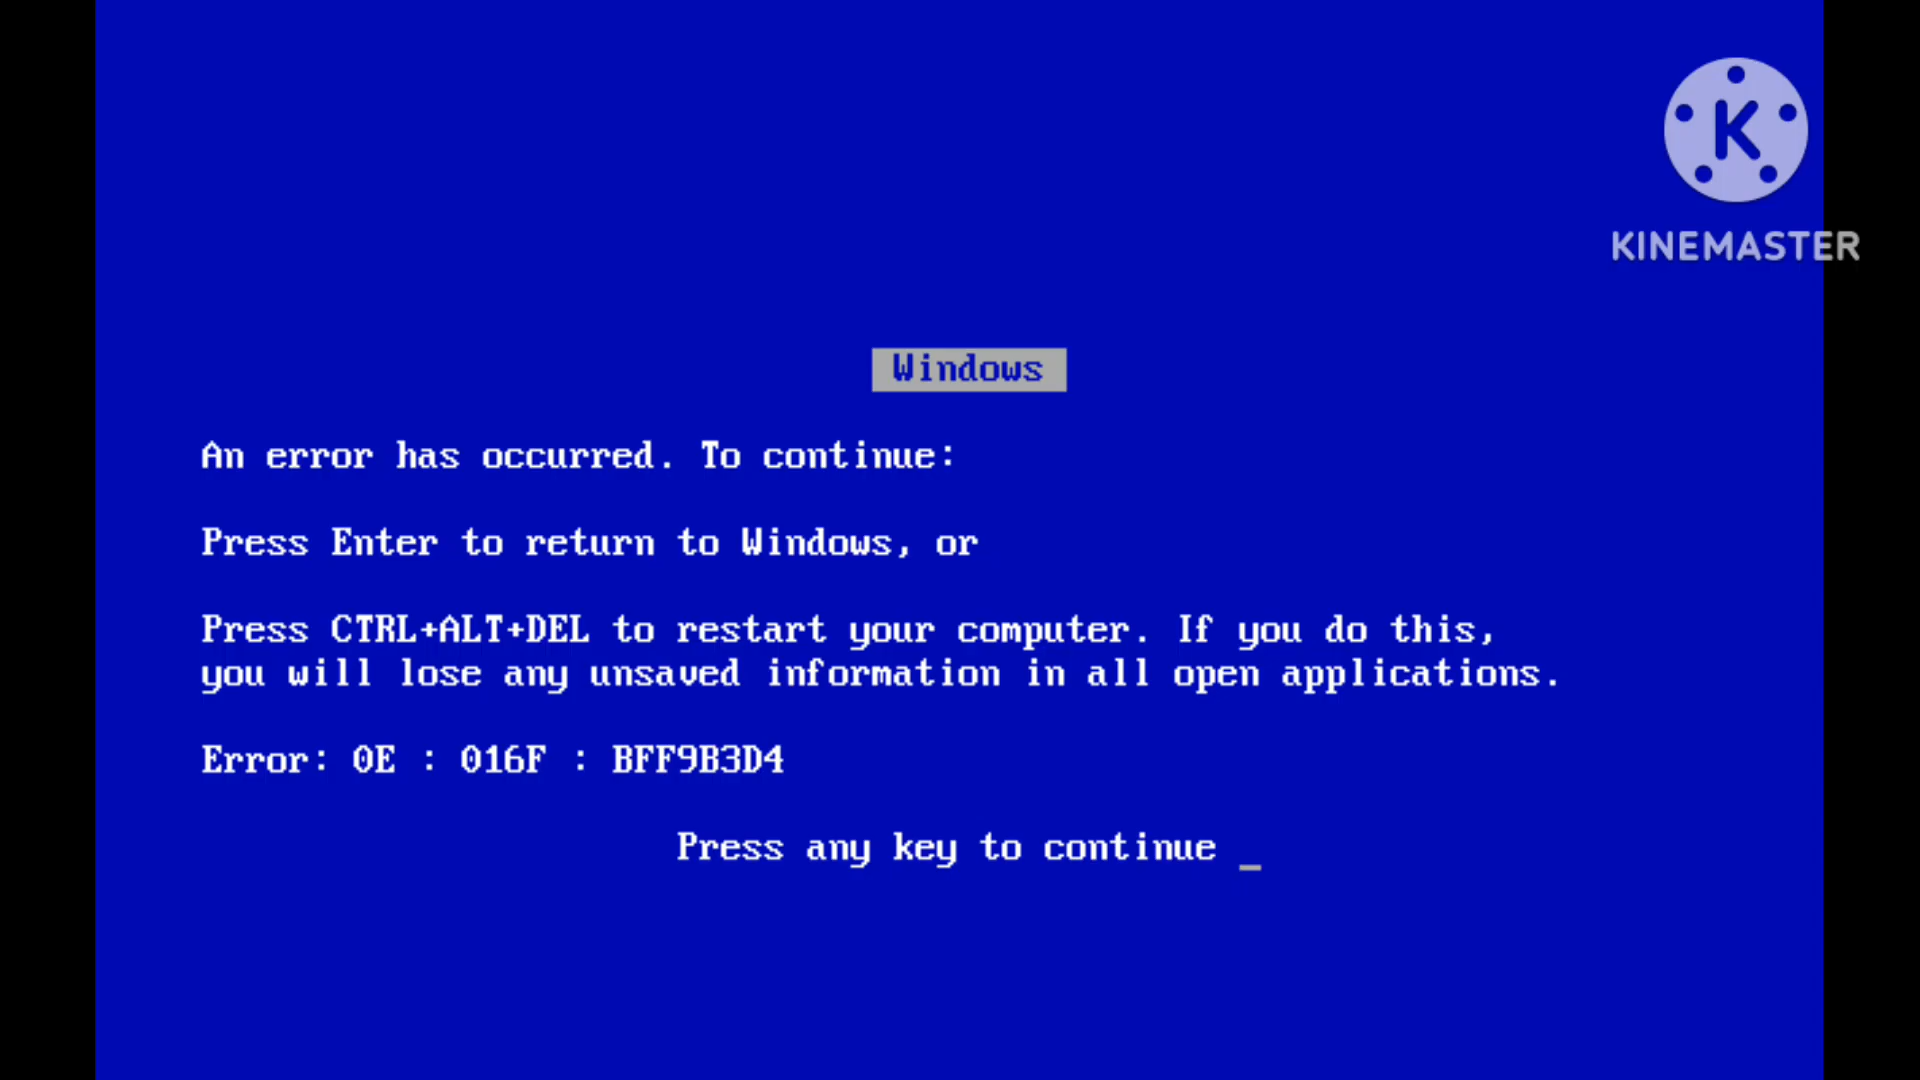 K
KINEMASTER
Windows
An error has occurred. To continue:
Press Enter to return to Windows, or
Press CTRL+ALT+DEL to restart your computer. If you do this,
you will lose any unsaved information in all open applications.
Error: 0E : 016F : BFF9B3D4
Press any key to continue _